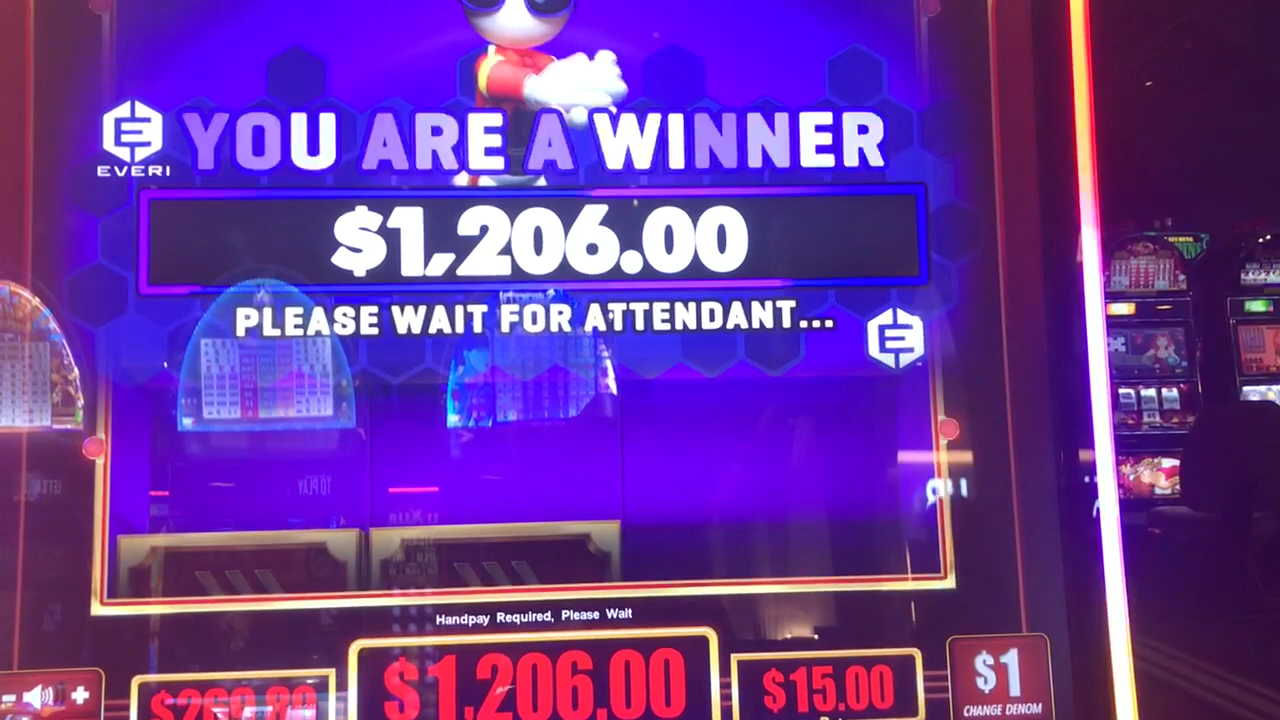 YOU ARE A WINNER
EVERI
$1,206.00
PLEASE WAIT FOR ATTENDANT...
Handpay Required, Please Wait
$1,206.00
$15.00
$1
CHANGE DENOM